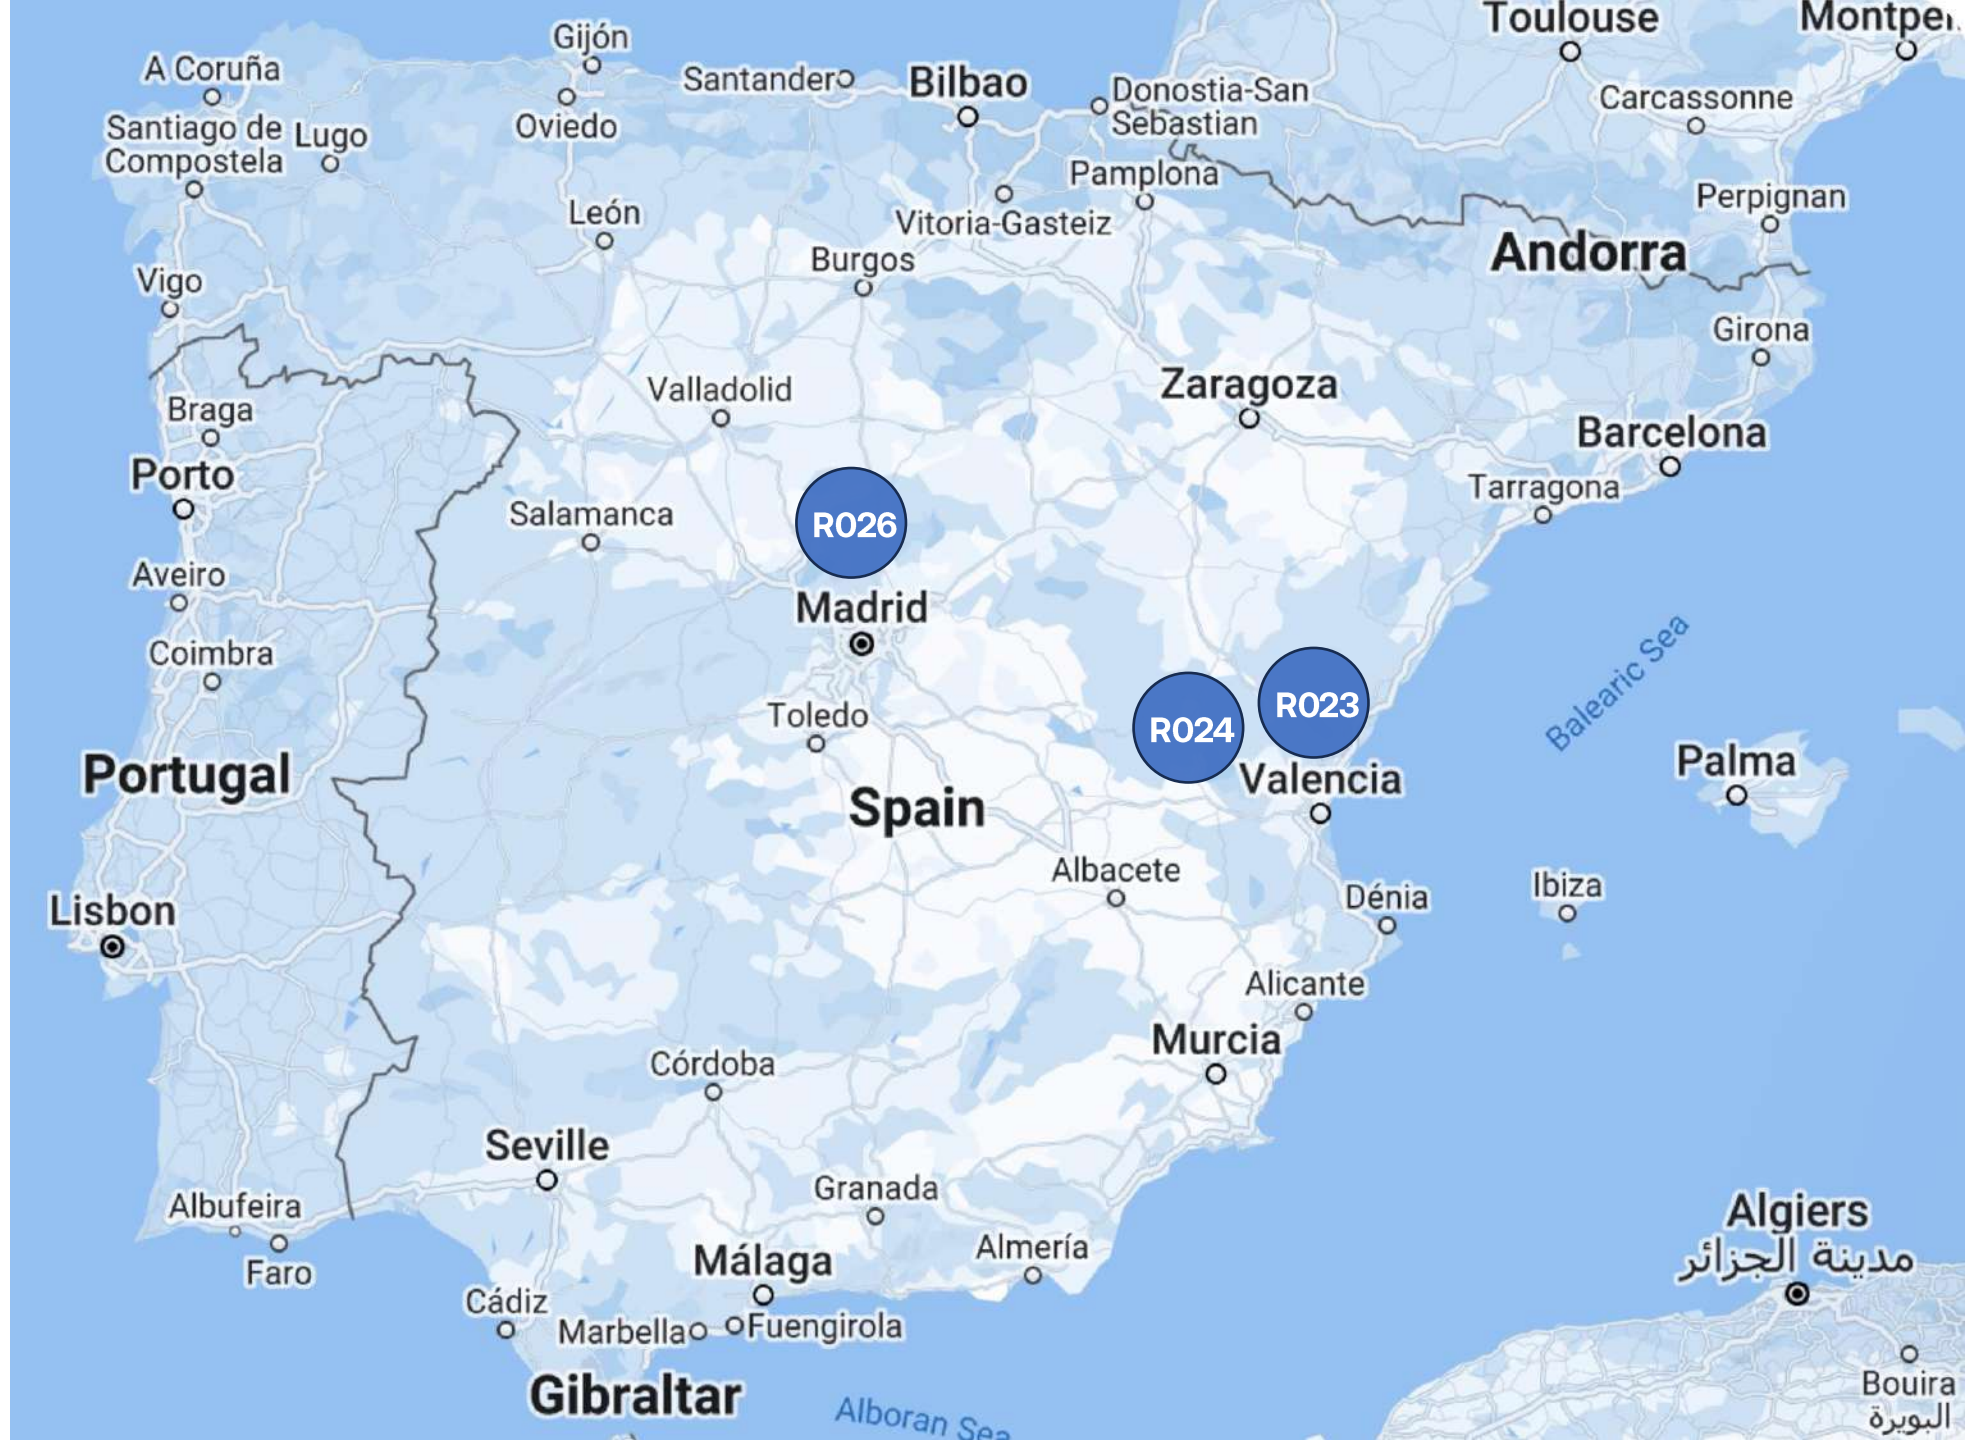 Toulouse
Montpe
Gijón
A Coruña
Santander
Bilbao
Donostia-San
Sebastian
Carcassonne
Santiago de
Compostela
Lugo
Oviedo
Pamplona
Perpignan
León
Vitoria-Gasteiz
Andorra
Burgos
Vigo
Girona
Valladolid
Zaragoza
Braga
Barcelona
Porto
Tarragona
Salamanca
R026
Aveiro
Madrid
Coimbra
Balearic Sea
R023
R024
Toledo
Portugal
Valencia
Palma
Spain
Albacete
Ibiza
Dénia
Lisbon
Alicante
Murcia
Córdoba
Seville
Granada
Albufeira
Algiers
مدينة الجزائر
Almería
Málaga
Faro
Cádiz
Marbella
Fuengirola
Gibraltar
Alboran Sea
Bouira
البويرة